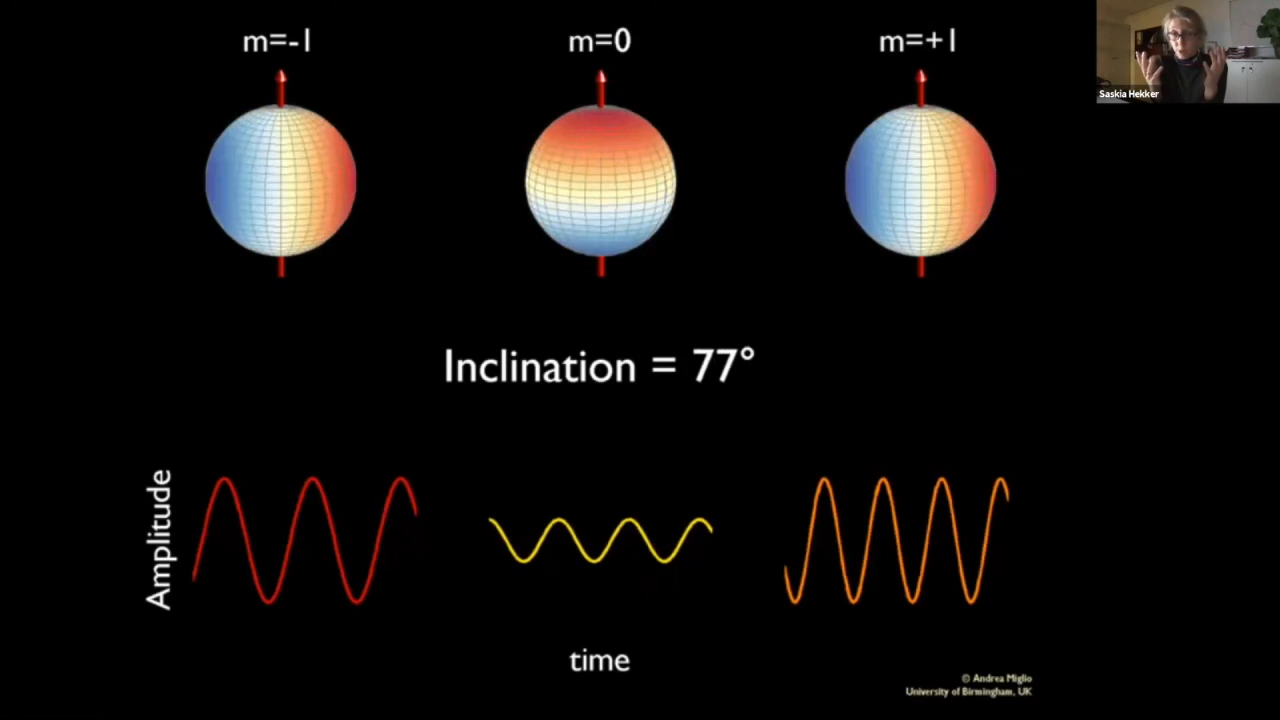 m=-1
m=0
m=+1
Saskia Hekker
Inclination = 77°
Amplitude
time
© Andrea Miglio
University of Birmingham, UK